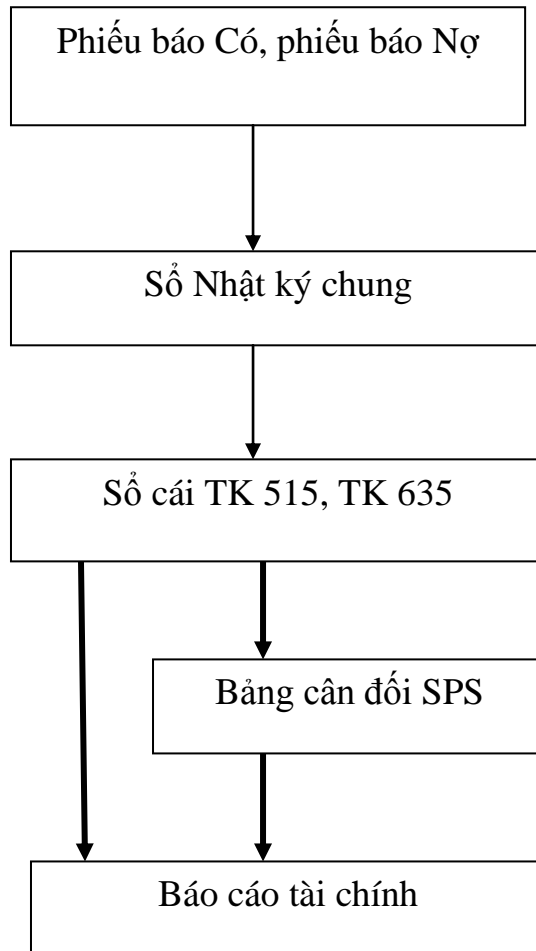 Phiếu báo Có, phiếu báo Nợ
Sổ Nhật ký chung
Sổ cái TK 515, TK 635
Bảng cân đối SPS
Báo cáo tài chính